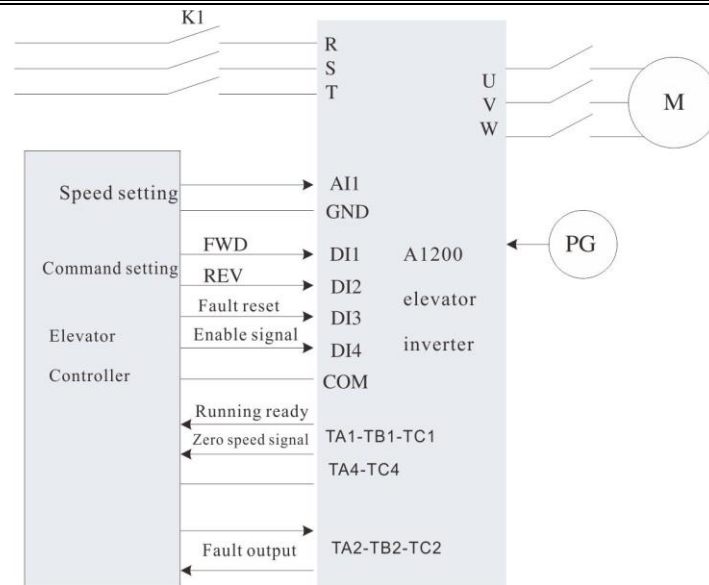 K1
R
S
T
U
V
W
M
Speed setting
AI1
GND
FWD
DI1
A1200
PG
Command setting
REV
DI2
elevator
Fault reset
DI3
Elevator
Enable signal
DI4
inverter
Controller
COM
Running ready
Zero speed signal
TA1-TB1-TC1
TA4-TC4
Fault output
TA2-TB2-TC2